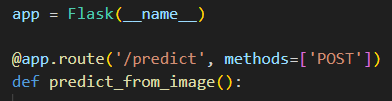 app = Flask(__name__)
@app.route('/predict', methods=['POST'])
def predict_from_image():